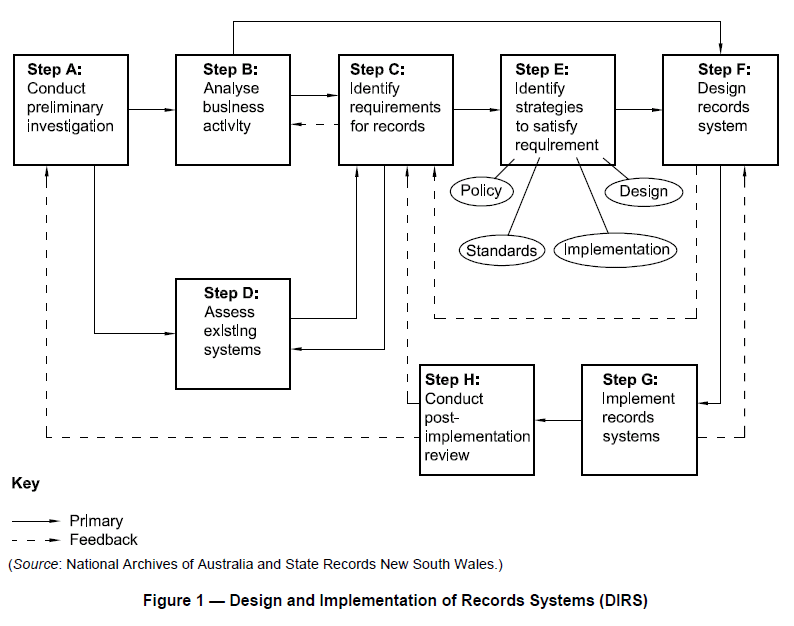 Step A:
Conduct
preliminary
investigation
Step B:
Analyse
business
activity
Step C:
Identify
requirements
for records
Step E:
Identify
strategies
to satisfy
requirement
Step F:
Design
records
system
Policy
Design
Standards
Implementation
Step D:
Assess
existing
systems
Step H:
Conduct
post-
implementation
review
Step G:
Implement
records
systems
Key
Primary
Feedback
(Source: National Archives of Australia and State Records New South Wales.)
Figure 1 — Design and Implementation of Records Systems (DIRS)